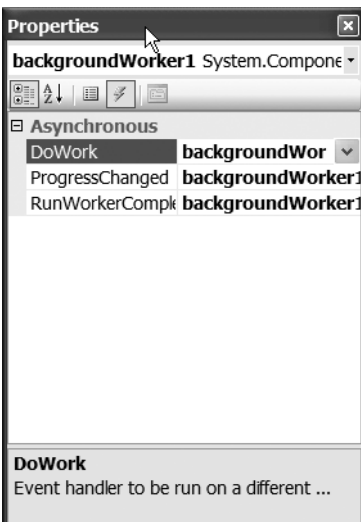 Properties
backgroundWorker1 System.Compone
Asynchronous
DoWork backgroundWor
ProgressChanged backgroundWorker1
RunWorkerComple backgroundWorker1
DoWork
Event handler to be run on a different ...